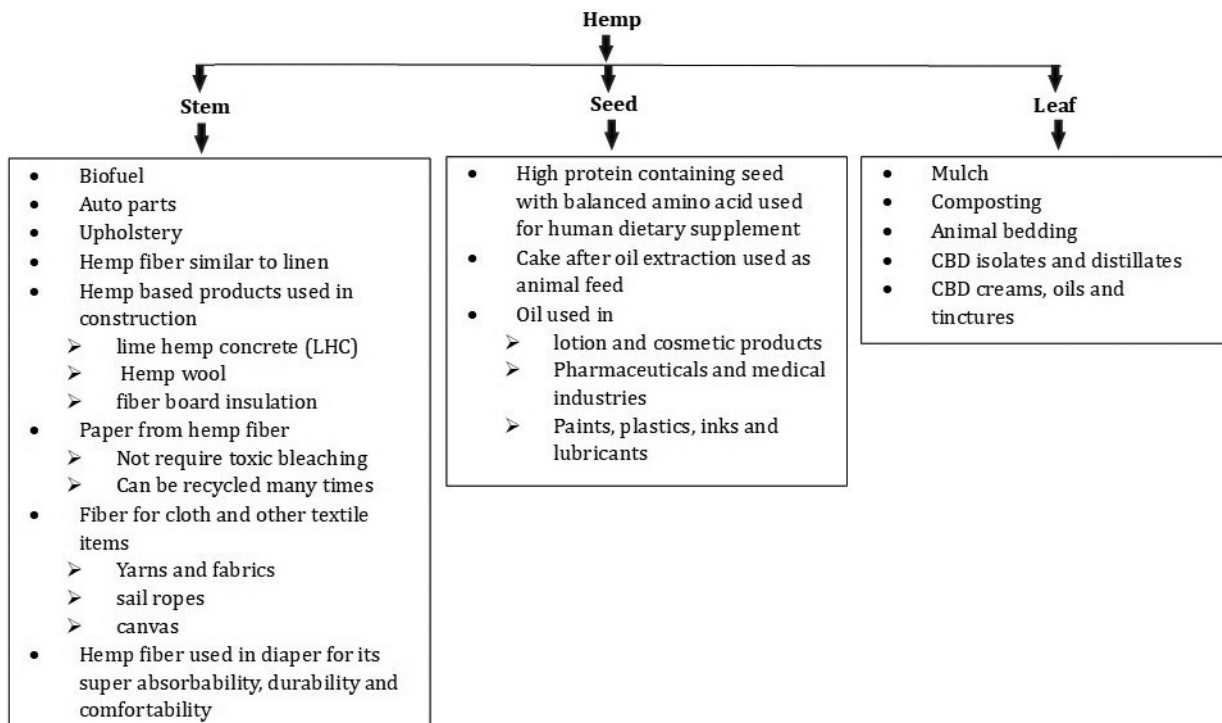 Hemp
Stem
Seed
Leaf
• Biofuel
• Auto parts
• Upholstery
• Hemp fiber similar to linen
• Hemp based products used in
construction
➢ lime hemp concrete (LHC)
➢ Hemp wool
➢ fiber board insulation
• Paper from hemp fiber
➢ Not require toxic bleaching
➢ Can be recycled many times
• Fiber for cloth and other textile
items
➢ Yarns and fabrics
➢ sail ropes
➢ canvas
• Hemp fiber used in diaper for its
super absorbability, durability and
comfortability
• High protein containing seed
with balanced amino acid used
for human dietary supplement
• Cake after oil extraction used as
animal feed
• Oil used in
➢ lotion and cosmetic products
➢ Pharmaceuticals and medical
industries
➢ Paints, plastics, inks and
lubricants
• Mulch
• Composting
• Animal bedding
• CBD isolates and distillates
• CBD creams, oils and
tinctures